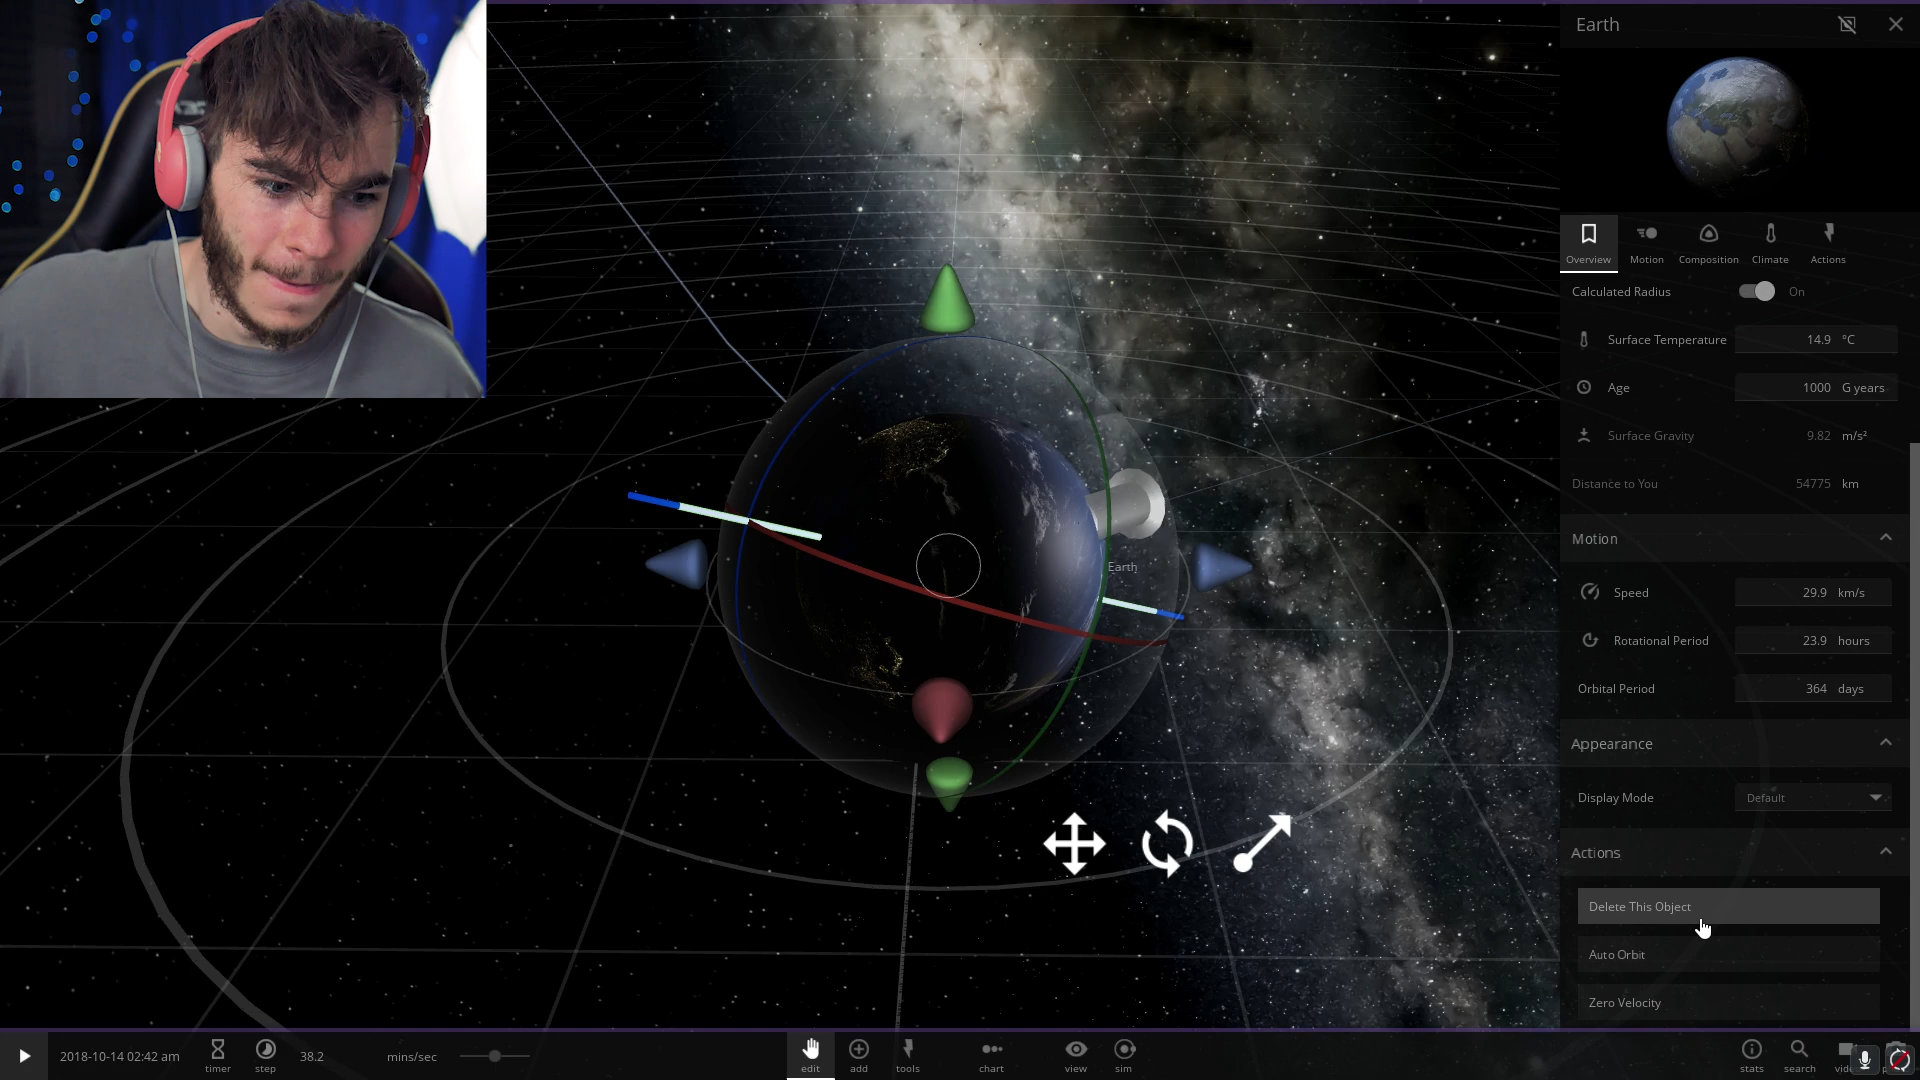 Earth
Overview
Motion
Composition
Climate
Actions
Calculated Radius On
Surface Temperature 14.9 °C
Age 1000 G years
Surface Gravity 9.82 m/s²
Distance to You 54775 km
Motion
Speed 29.9 km/s
Rotational Period 23.9 hours
Orbital Period 364 days
Appearance
Display Mode Default
Actions
Delete This Object
Auto Orbit
Zero Velocity
Earth
2018-10-14 02:42 am
timer
step
38.2 mins/sec
edit
add
tools
chart
view
sim
stats
search